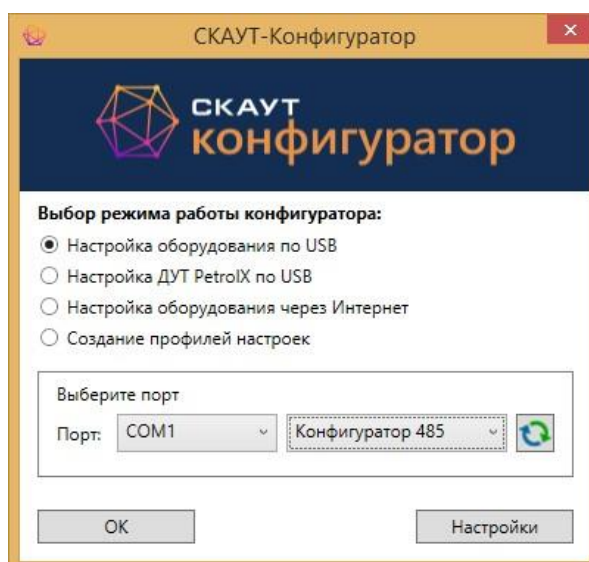 СКАУТ-Конфигуратор
СКАУТ
конфигуратор
Выбор режима работы конфигуратора:
Настройка оборудования по USB
Настройка ДУТ PetrolX по USB
Настройка оборудования через Интернет
Создание профилей настроек
Выберите порт
Порт: COM1 Конфигуратор 485
ОК Настройки